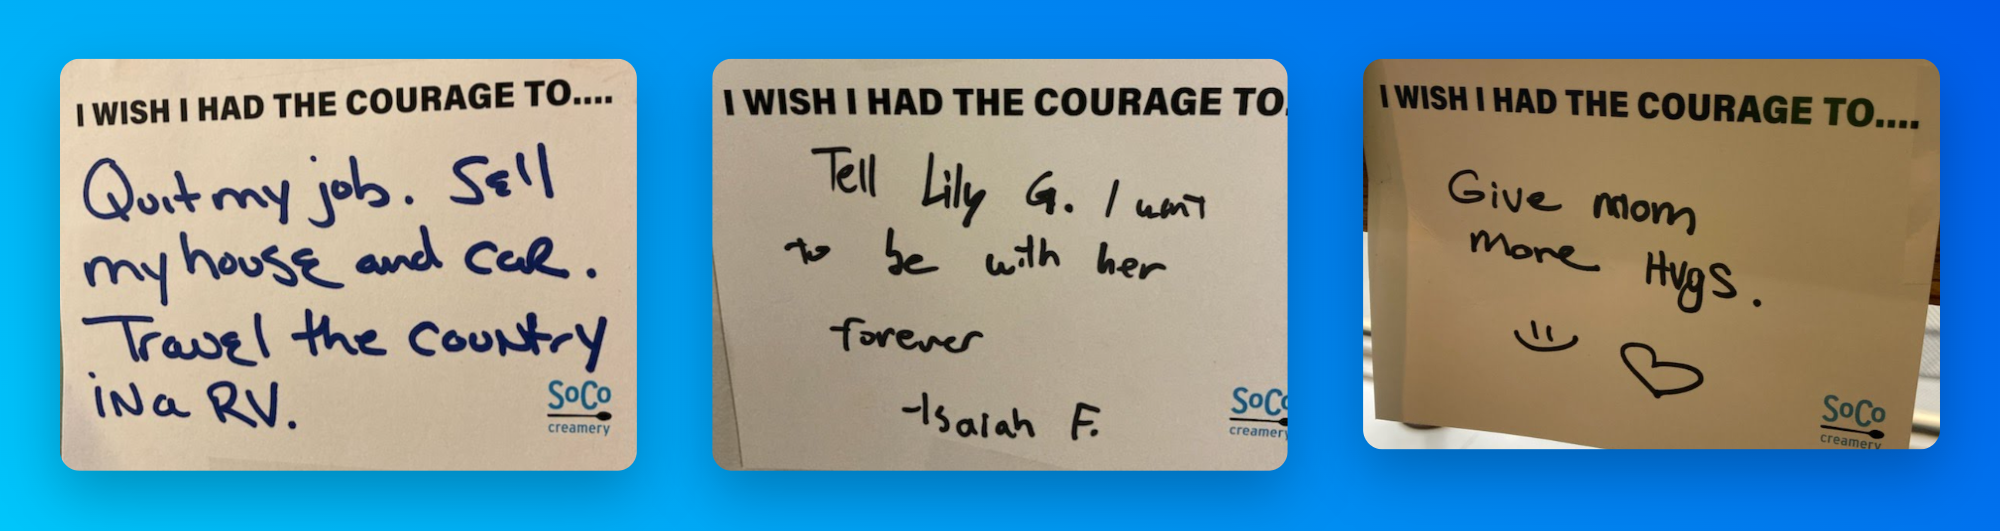 I WISH I HAD THE COURAGE TO....
Quit my job. Sell
my house and car.
Travel the country
in a RV.
SoCo
creamery
I WISH I HAD THE COURAGE TO.
Tell Lily G. I want
to be with her
forever
-Isaiah F.
SoCo
creamery
I WISH I HAD THE COURAGE TO....
Give mom
more Hugs.
SoCo
creamery